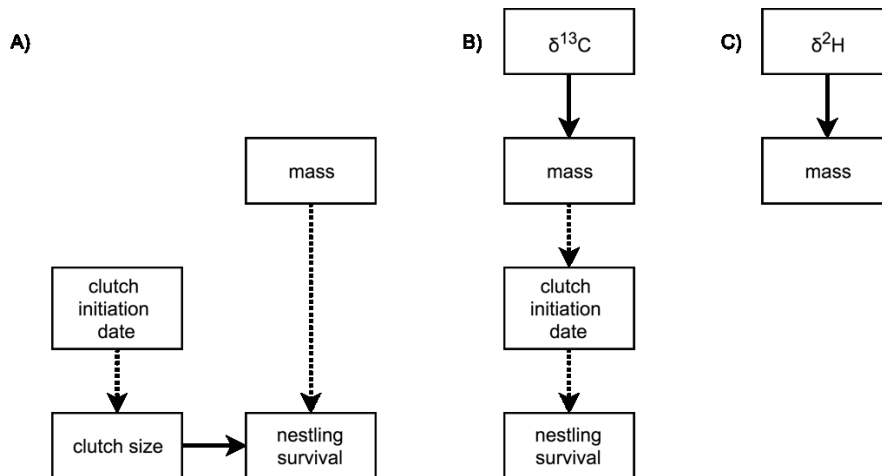 A)
mass
clutch
initiation
date
clutch size
nestling
survival
B)
δ¹³C
mass
clutch
initiation
date
nestling
survival
C)
δ²H
mass